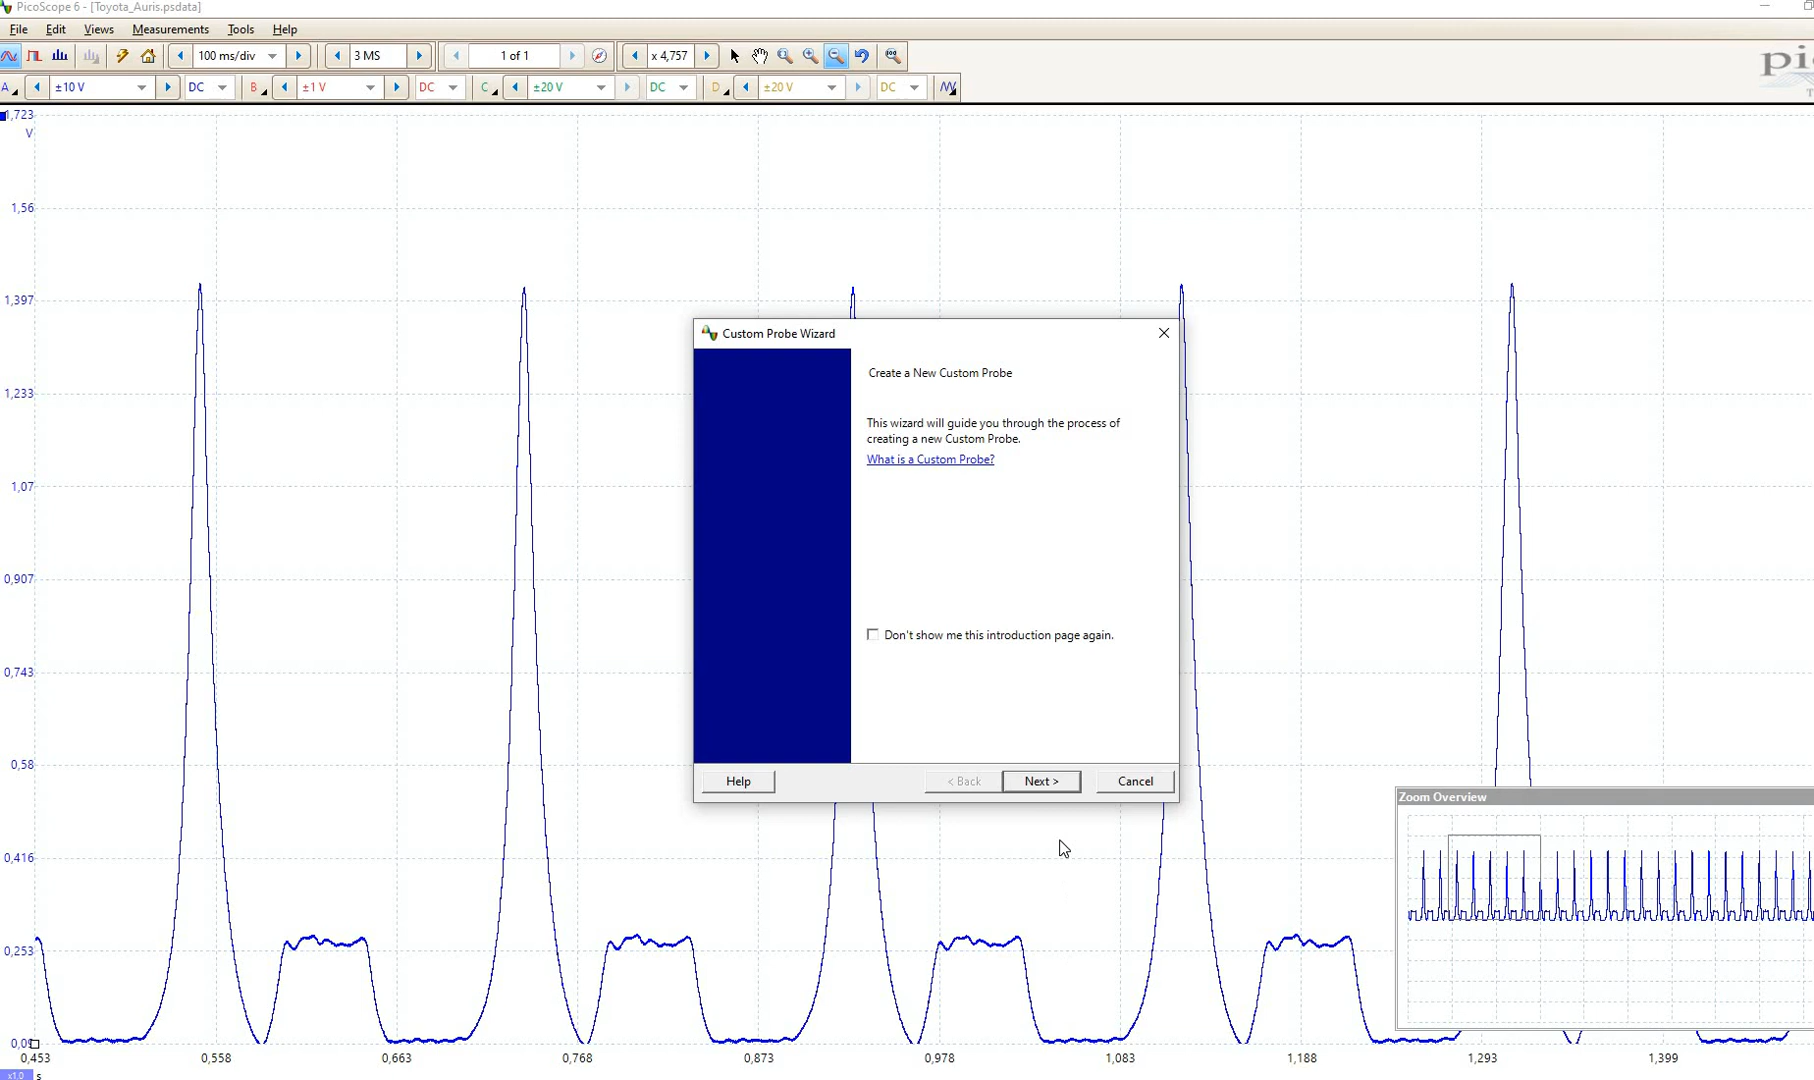 PicoScope 6 - [Toyota_Auris.psdata]
File Edit Views Measurements Tools Help
100 ms/div 3 MS 1 of 1 x 4,757
A ±10 V DC B ±1 V DC C ±20 V DC D ±20 V DC
1,723
V
1,56
1,397
1,233
1,07
0,907
0,743
0,58
0,416
0,253
0,453 0,558 0,663 0,768 0,873 0,978 1,083 1,188 1,293 1,399
x1,0 s
Custom Probe Wizard
Create a New Custom Probe
This wizard will guide you through the process of
creating a new Custom Probe.
What is a Custom Probe?
Don't show me this introduction page again.
Help < Back Next > Cancel
Zoom Overview